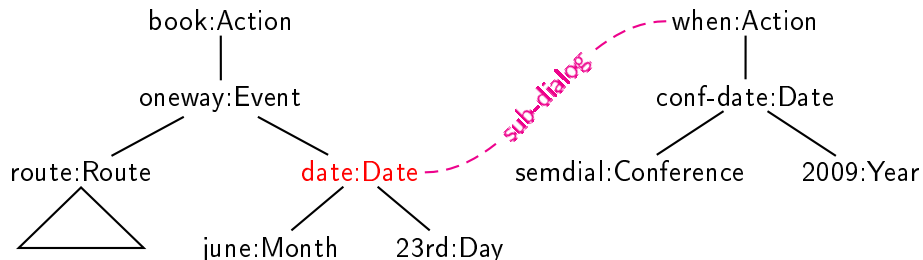 book:Action
when:Action
oneway:Event
sub-dialog
conf-date:Date
route:Route
date:Date
semdial:Conference
2009:Year
june:Month
23rd:Day